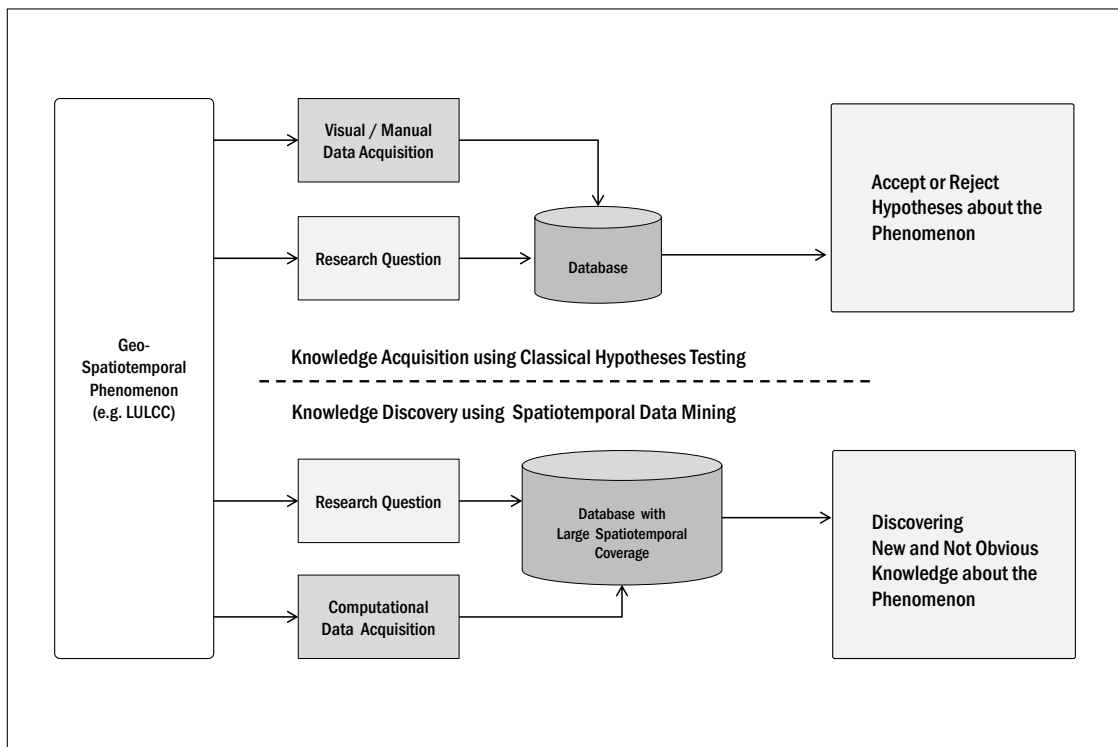 Geo-
Spatiotemporal
Phenomenon
(e.g. LULCC)
Visual / Manual
Data Acquisition
Research Question
Database
Accept or Reject
Hypotheses about the
Phenomenon
Knowledge Acquisition using Classical Hypotheses Testing
Knowledge Discovery using Spatiotemporal Data Mining
Research Question
Computational
Data Acquisition
Database with
Large Spatiotemporal
Coverage
Discovering
New and Not Obvious
Knowledge about the
Phenomenon